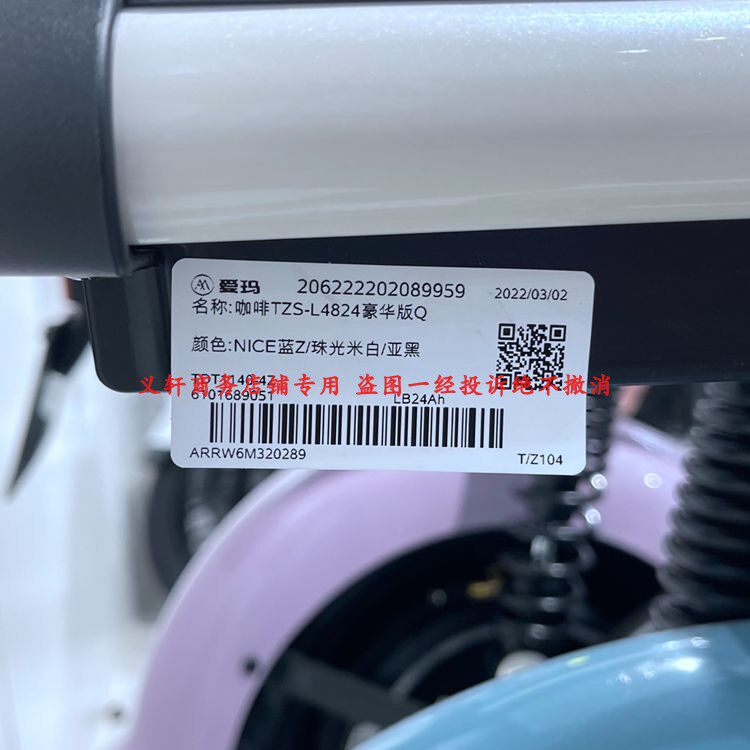 爱玛 206222202089959 2022/03/02
名称:咖啡TZS-L4824豪华版Q
颜色:NICE蓝Z/珠光米白/亚黑
义轩商务店铺专用 盗图一经投诉绝不撤消
6101689051 LB24Ah
ARRW6M320289 T/Z104